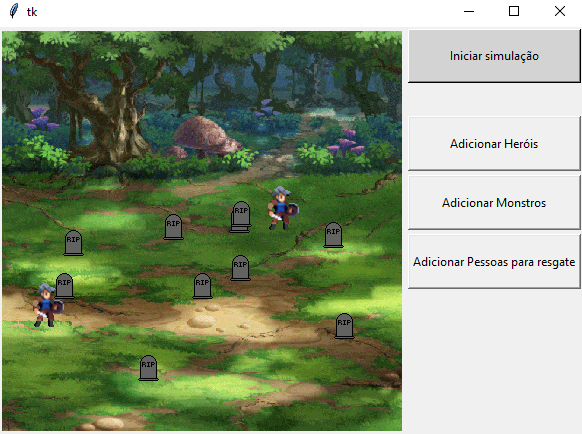 tk
Iniciar simulação
Adicionar Heróis
Adicionar Monstros
Adicionar Pessoas para resgate
RIP
RIP
RIP
RIP
RIP
RIP
RIP
RIP
RIP